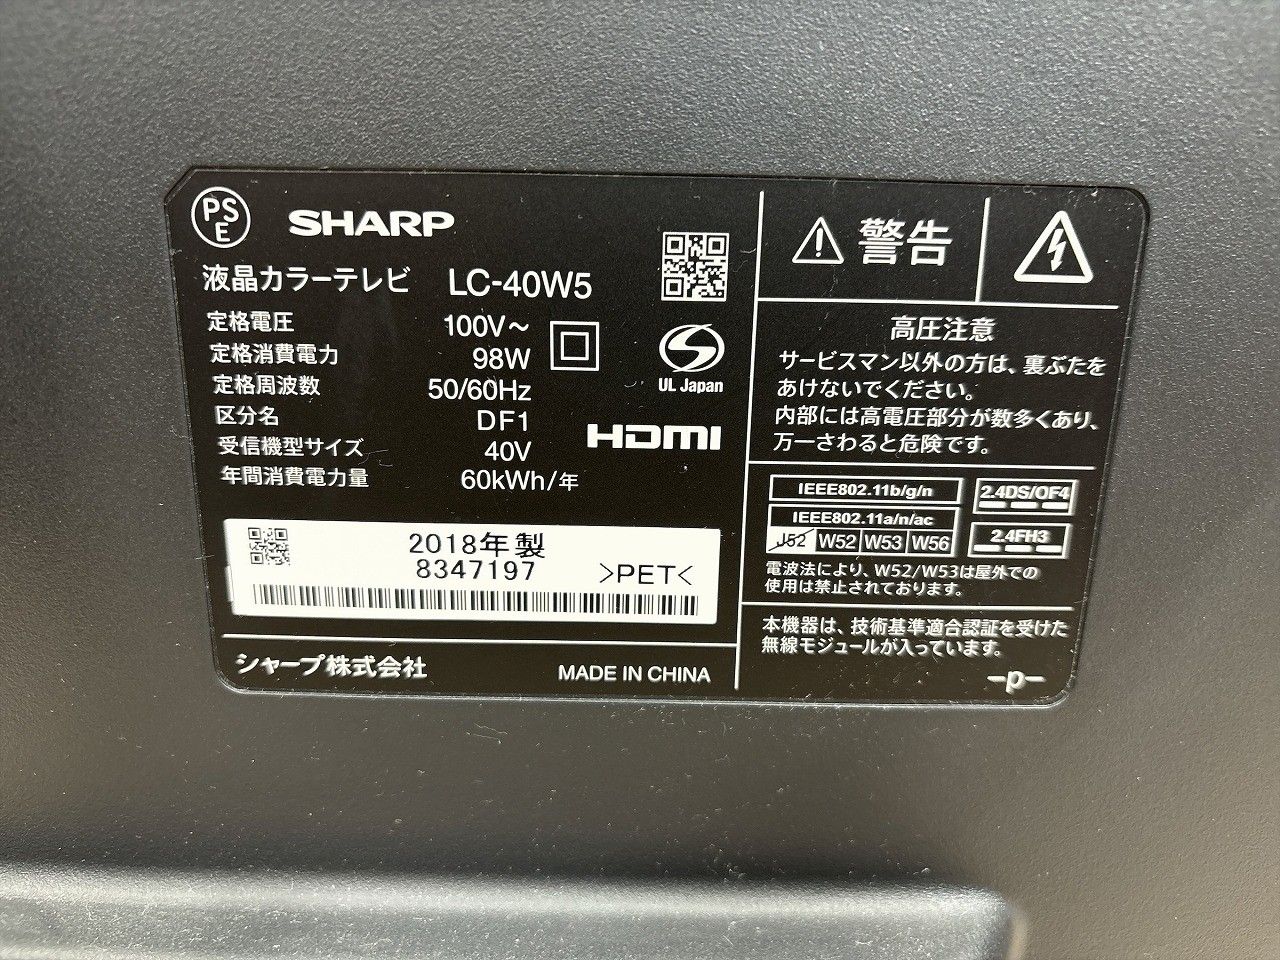 PS
E
SHARP
液晶カラーテレビ LC-40W5
定格電圧 100V~
定格消費電力 98W
定格周波数 50/60Hz
区分名 DF1
受信機型サイズ 40V
年間消費電力量 60kWh/年
UL Japan
HDMI
2018年製
8347197
>PET<
シャープ株式会社
MADE IN CHINA
警告
高圧注意
サービスマン以外の方は、裏ぶたを
あけないでください。
内部には高電圧部分が数多くあり、
万一さわると危険です。
IEEE802.11b/g/n
IEEE802.11a/n/ac
J52 W52 W53 W56
2.4DS/OF4
2.4FH3
電波法により、W52/W53は屋外での
使用は禁止されております。
本機器は、技術基準適合認証を受けた
無線モジュールが入っています。
-p-